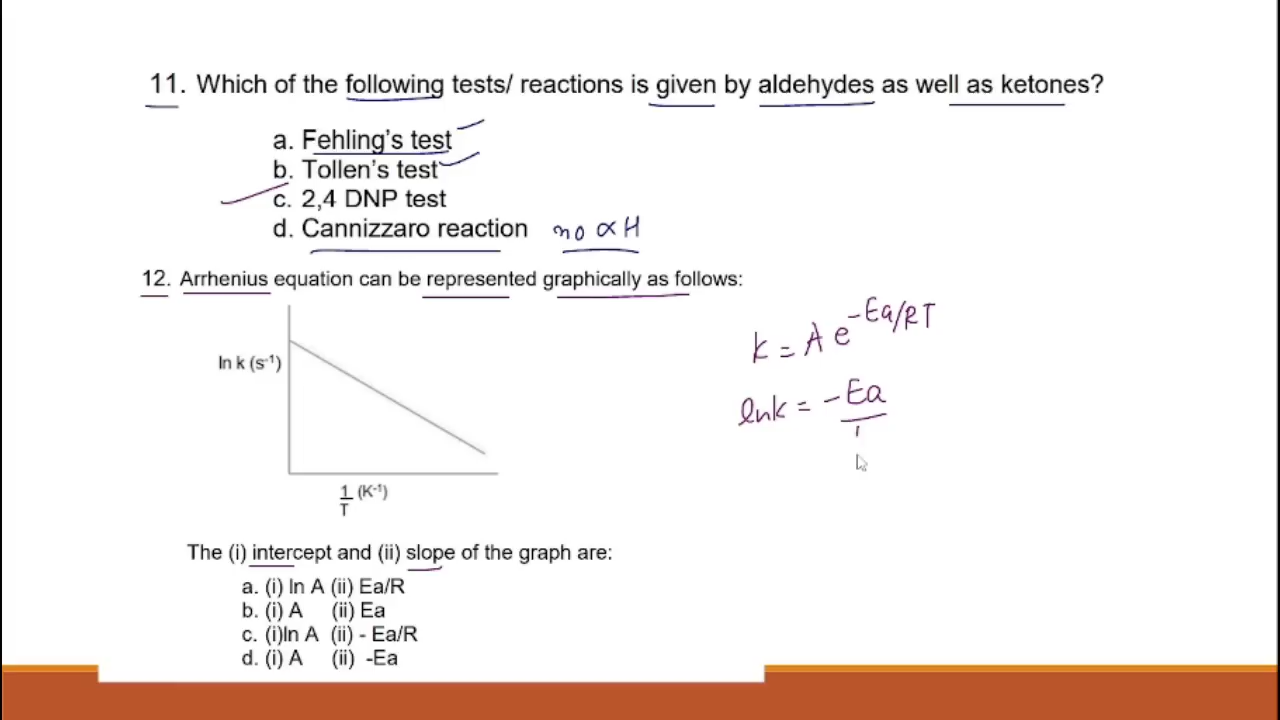 11. Which of the following tests/ reactions is given by aldehydes as well as ketones?
a. Fehling's test
b. Tollen's test
c. 2,4 DNP test
d. Cannizzaro reaction no ∝ H
12. Arrhenius equation can be represented graphically as follows:
k = A e^-Ea/RT
ln k (s⁻¹)
lnk = -Ea
1/T (K⁻¹)
The (i) intercept and (ii) slope of the graph are:
a. (i) ln A (ii) Ea/R
b. (i) A (ii) Ea
c. (i)ln A (ii) - Ea/R
d. (i) A (ii) -Ea